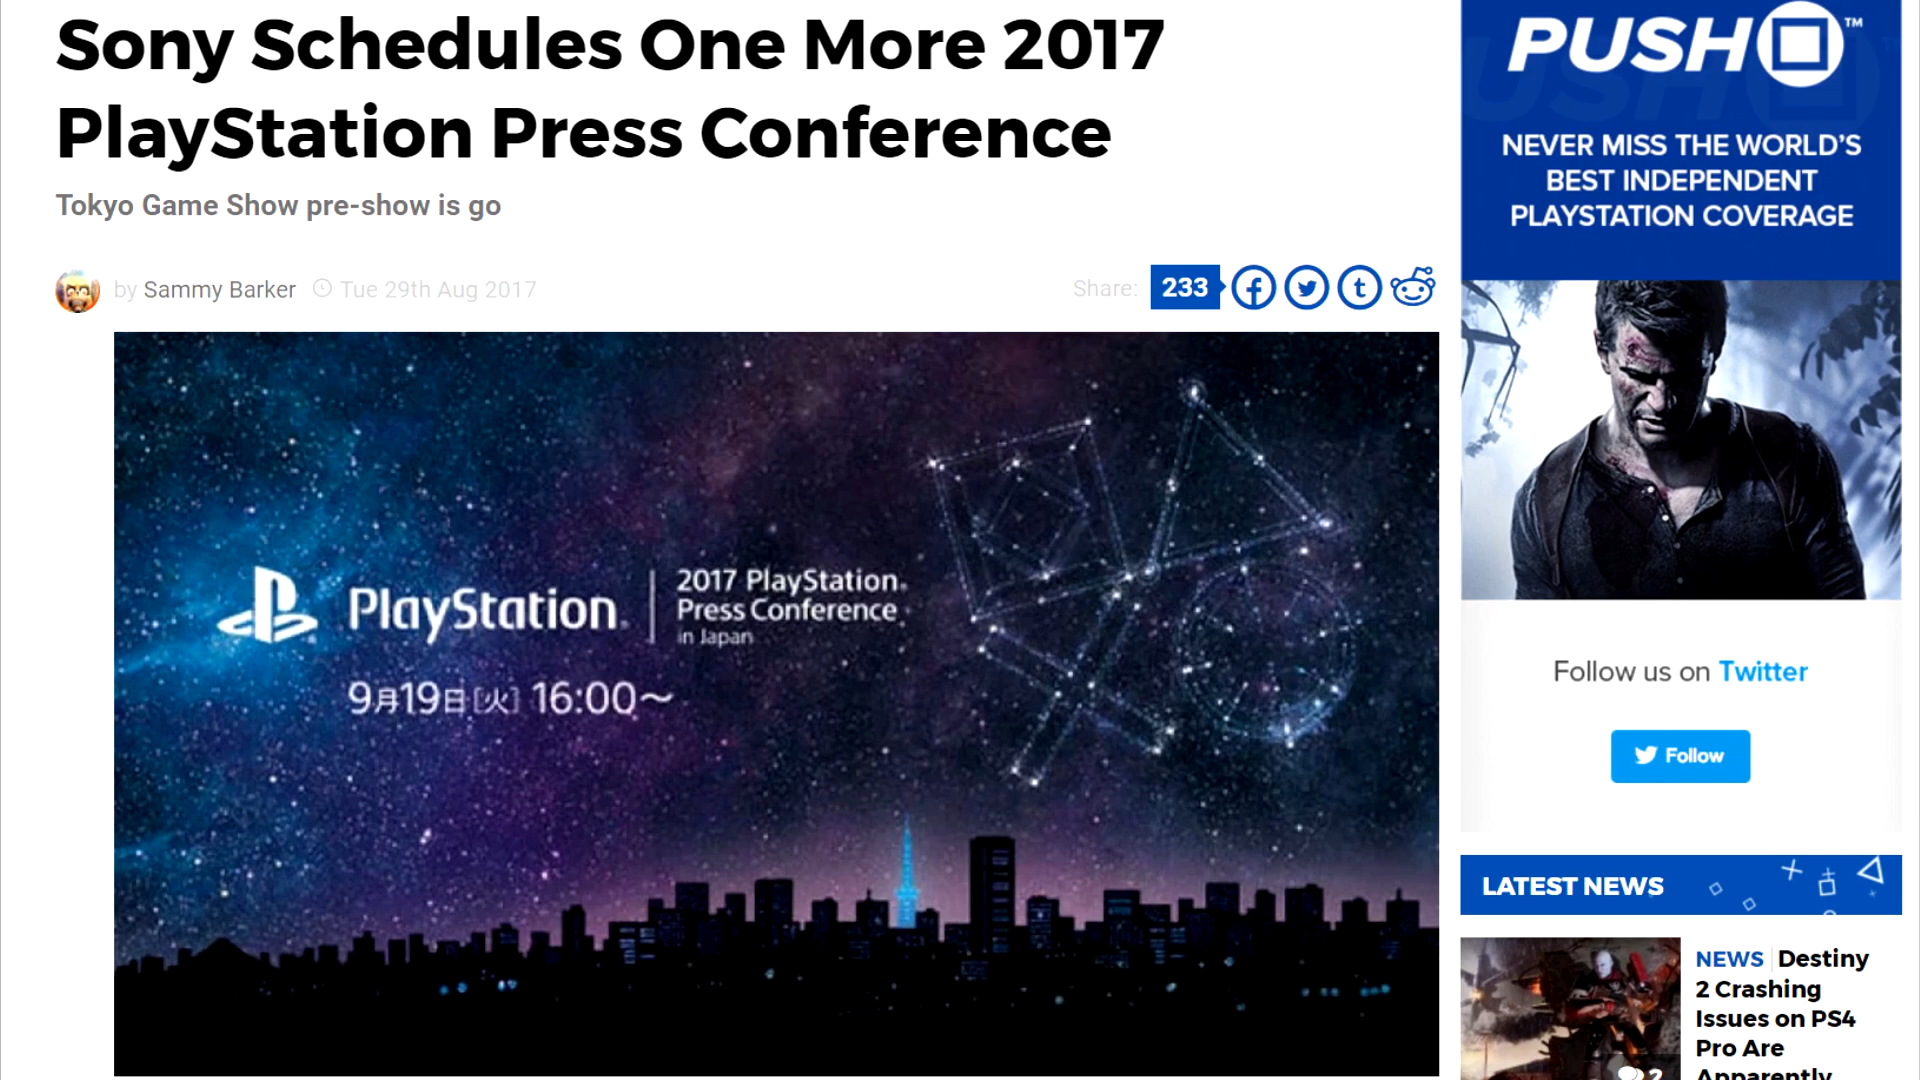 Sony Schedules One More 2017
PlayStation Press Conference
Tokyo Game Show pre-show is go
by Sammy Barker Tue 29th Aug 2017
Share: 233
PlayStation
2017 PlayStation
Press Conference
in Japan
9月19日[火] 16:00～
PUSH™
NEVER MISS THE WORLD'S
BEST INDEPENDENT
PLAYSTATION COVERAGE
Follow us on Twitter
Follow
LATEST NEWS
NEWS Destiny
2 Crashing
Issues on PS4
Pro Are
Apparently
2